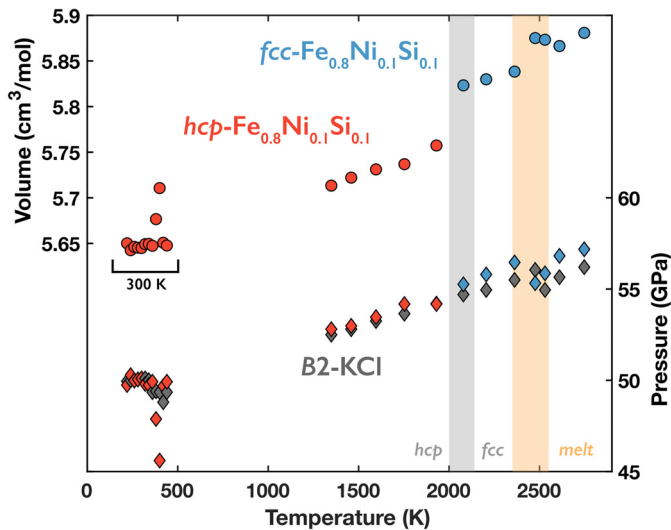 5.9
5.85
5.8
5.75
5.7
5.65
Volume (cm³/mol)
fcc-Fe₀.₈Ni₀.₁Si₀.₁
hcp-Fe₀.₈Ni₀.₁Si₀.₁
300 K
B2-KCl
hcp
fcc
melt
60
55
50
45
Pressure (GPa)
0
500
1000
1500
2000
2500
Temperature (K)